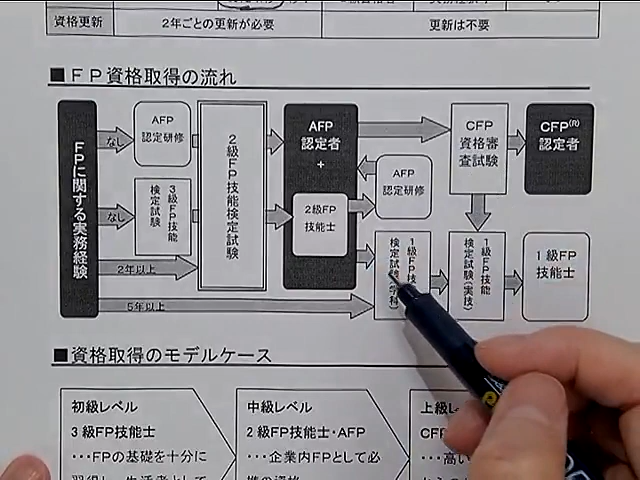 資格更新
2年ごとの更新が必要
更新は不要
■FP資格取得の流れ
FPに関する実務経験
なし
AFP
認定研修
なし
3級FP技能
検定試験
2年以上
5年以上
2級FP技能検定試験
AFP
認定者
+
2級FP
技能士
AFP
認定研修
1級FP技
検定試験(学科)
CFP
資格審
査試験
1級FP技能
検定試験(実技)
CFP(R)
認定者
1級FP
技能士
■資格取得のモデルケース
初級レベル
3級FP技能士
･･･FPの基礎を十分に
中級レベル
2級FP技能士・AFP
･･･企業内FPとして必
上級レ
CFP
･･･高い